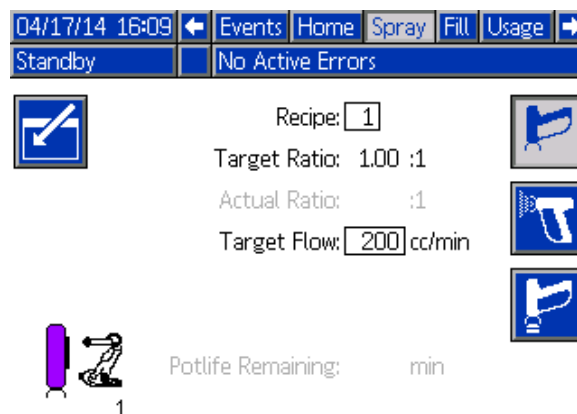 04/17/14 16:09 Events Home Spray Fill Usage
Standby No Active Errors
Recipe: 1
Target Ratio: 1.00 :1
Actual Ratio: :1
Target Flow: 200 cc/min
Potlife Remaining: min
1